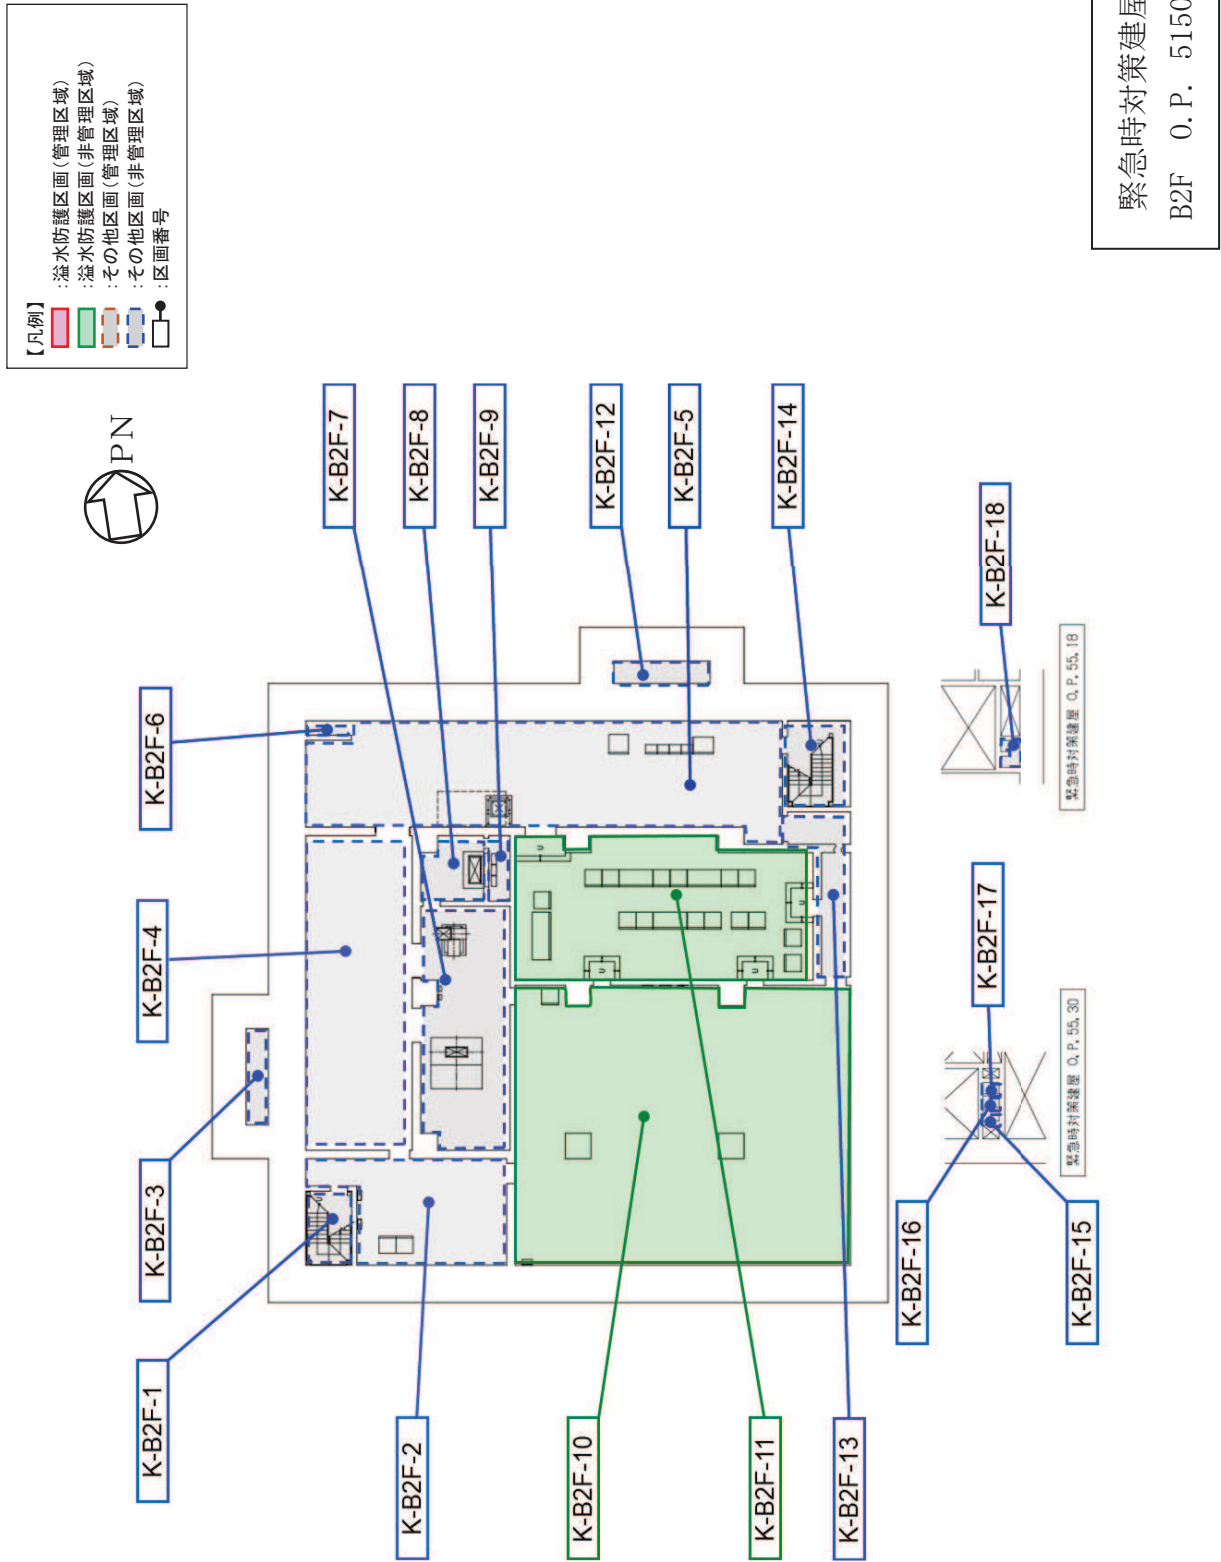 【凡例】
:溢水防護区画(管理区域)
:溢水防護区画(非管理区域)
:その他区画(管理区域)
:その他区画(非管理区域)
:区画番号
PN
K-B2F-1
K-B2F-3
K-B2F-4
K-B2F-6
K-B2F-7
K-B2F-8
K-B2F-9
K-B2F-12
K-B2F-5
K-B2F-14
K-B2F-2
K-B2F-10
K-B2F-11
K-B2F-13
K-B2F-16
K-B2F-15
K-B2F-17
K-B2F-18
緊急時対策建屋 O.P.55.30
緊急時対策建屋 O.P.55.18
緊急時対策建屋
B2F O.P. 5150